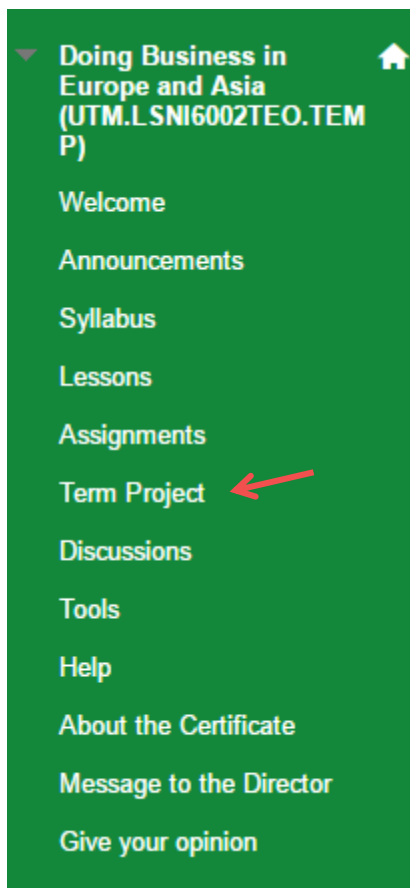 Doing Business in
Europe and Asia
(UTM.LSNI6002TEO.TEM
P)
Welcome
Announcements
Syllabus
Lessons
Assignments
Term Project
Discussions
Tools
Help
About the Certificate
Message to the Director
Give your opinion